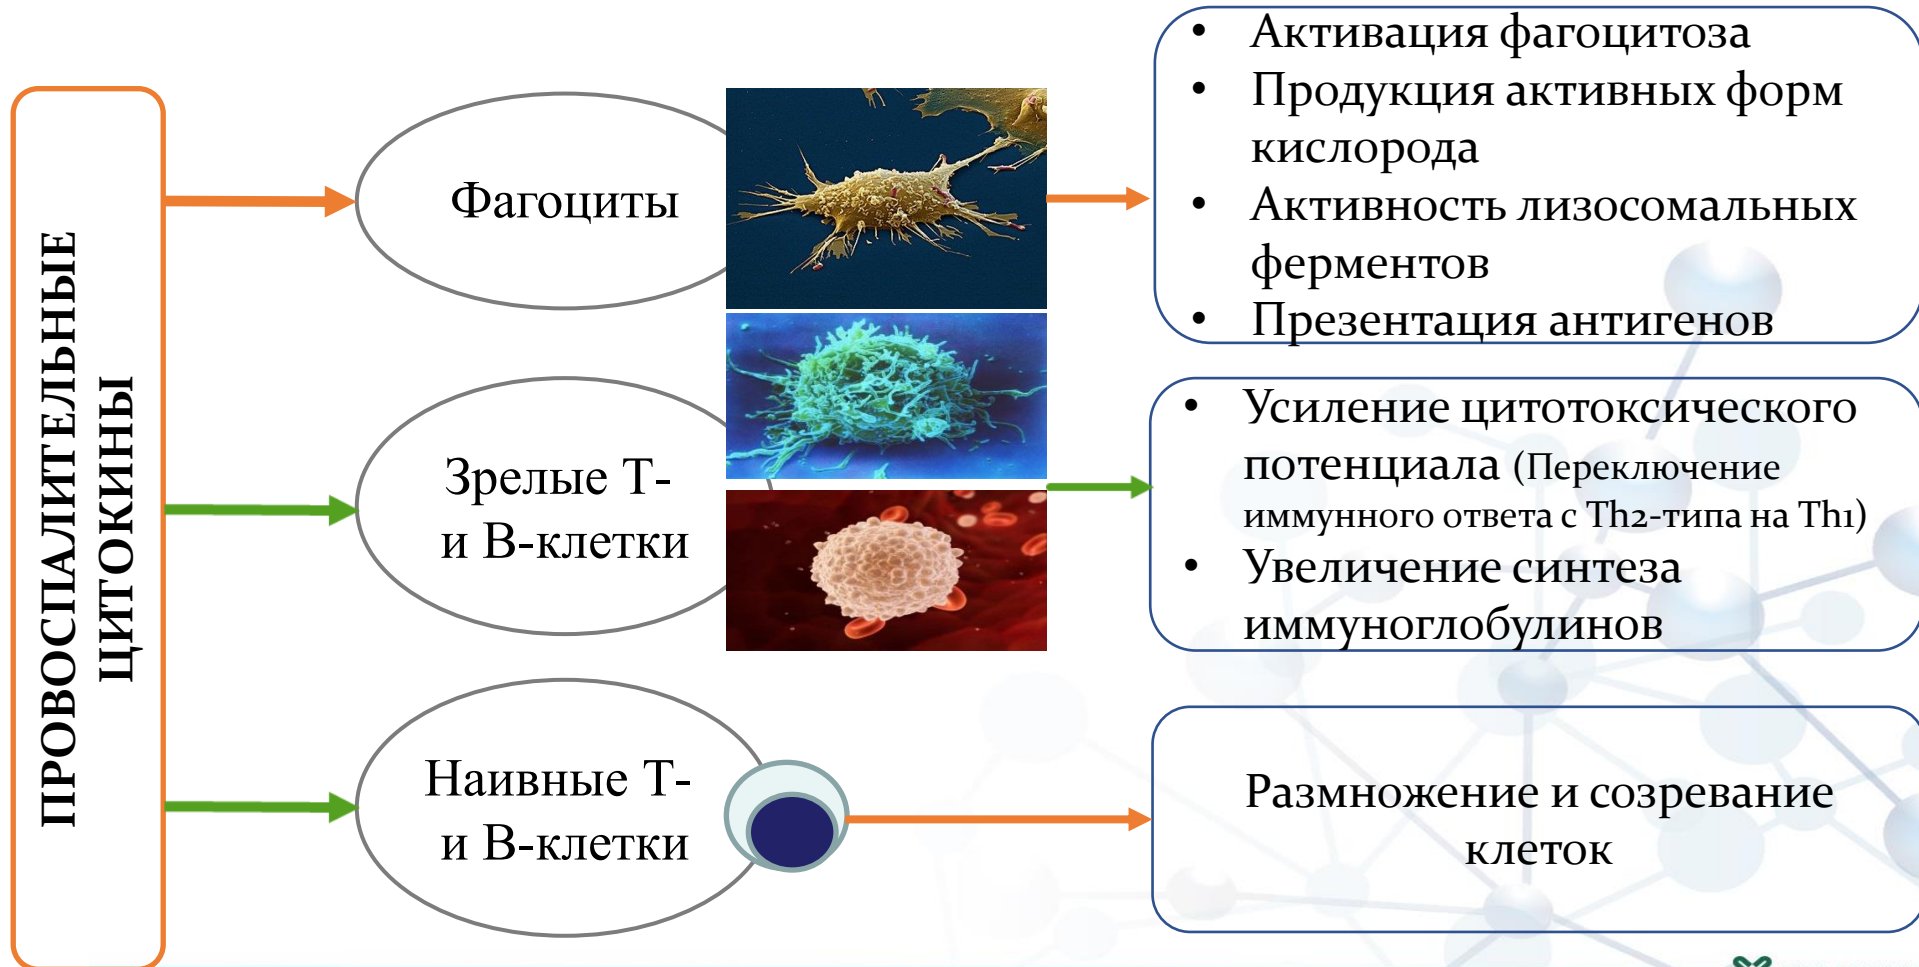 ПРОВОСПАЛИТЕЛЬНЫЕ
ЦИТОКИНЫ
Фагоциты
• Активация фагоцитоза
• Продукция активных форм
кислорода
• Активность лизосомальных
ферментов
• Презентация антигенов
Зрелые Т-
и В-клетки
• Усиление цитотоксического
потенциала (Переключение
иммунного ответа с Th2-типа на Th1)
• Увеличение синтеза
иммуноглобулинов
Наивные Т-
и В-клетки
Размножение и созревание
клеток